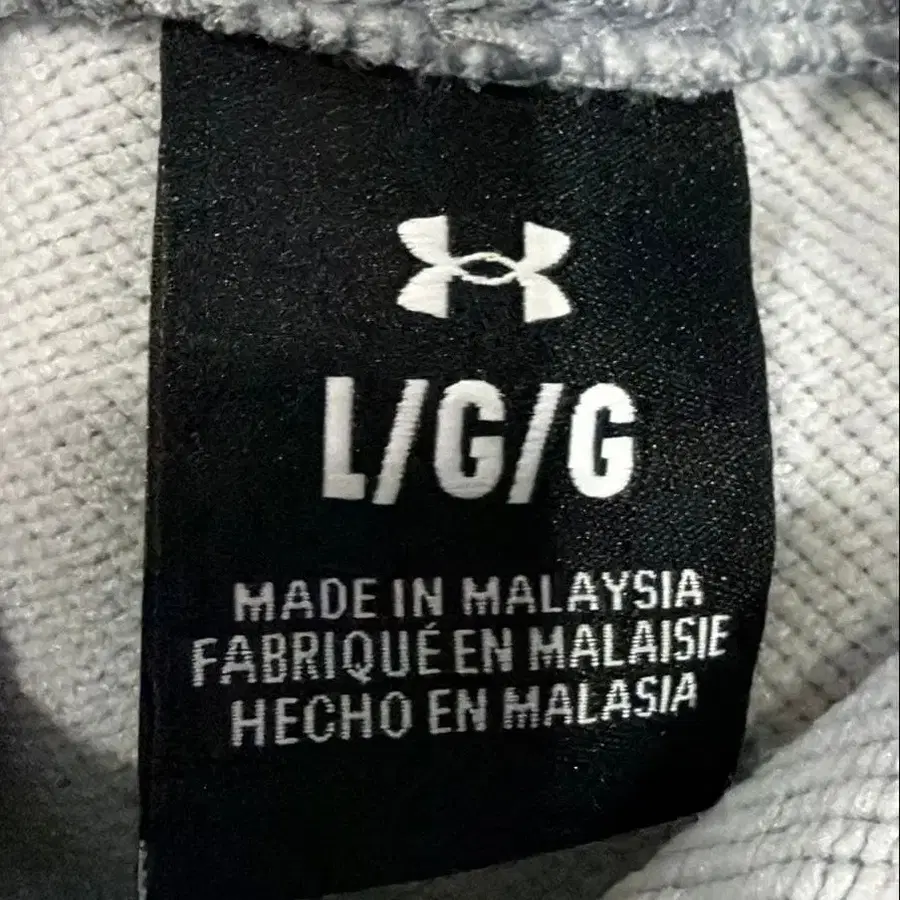 L/G/G
MADE IN MALAYSIA
FABRIQUÉ EN MALAISIE
HECHO EN MALASIA